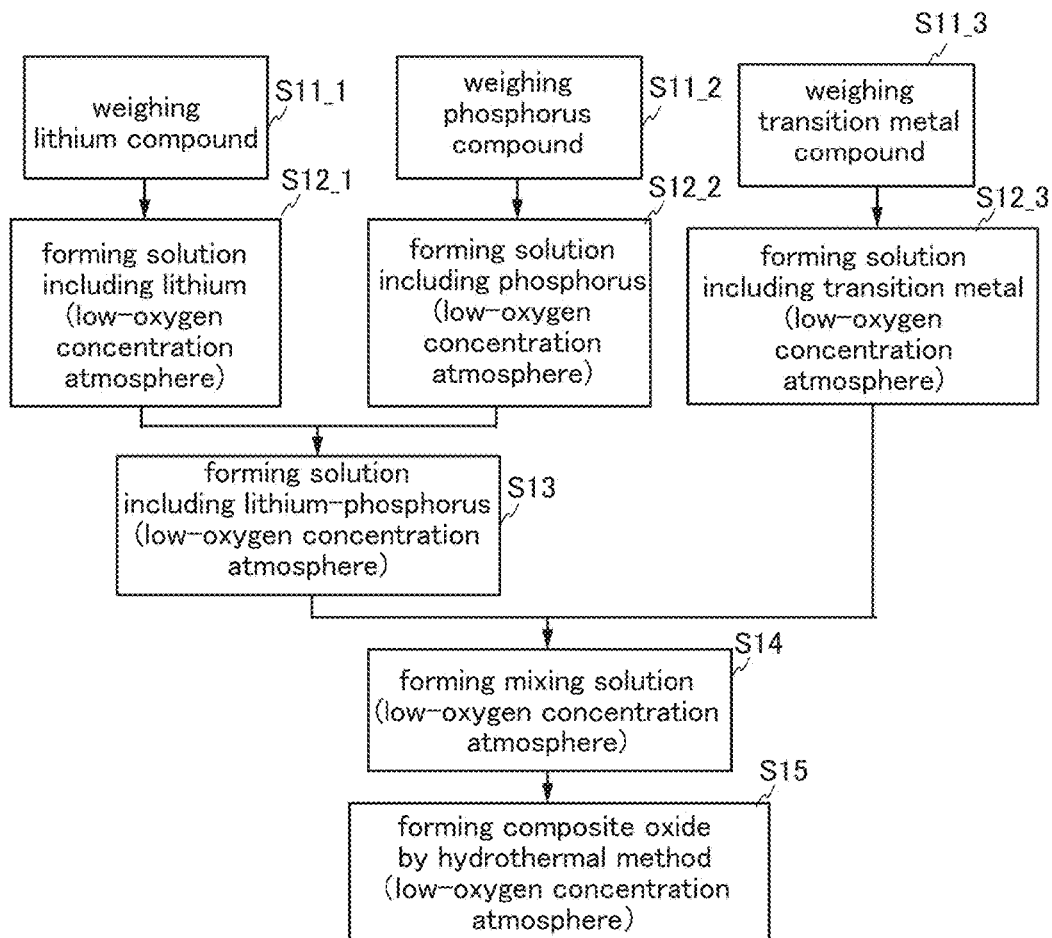 S11_1
weighing
lithium compound
S11_2
weighing
phosphorus
compound
S11_3
weighing
transition metal
compound
S12_1
forming solution
including lithium
(low-oxygen
concentration
atmosphere)
S12_2
forming solution
including phosphorus
(low-oxygen
concentration
atmosphere)
S12_3
forming solution
including transition metal
(low-oxygen
concentration
atmosphere)
S13
forming solution
including lithium-phosphorus
(low-oxygen concentration
atmosphere)
S14
forming mixing solution
(low-oxygen concentration
atmosphere)
S15
forming composite oxide
by hydrothermal method
(low-oxygen concentration
atmosphere)